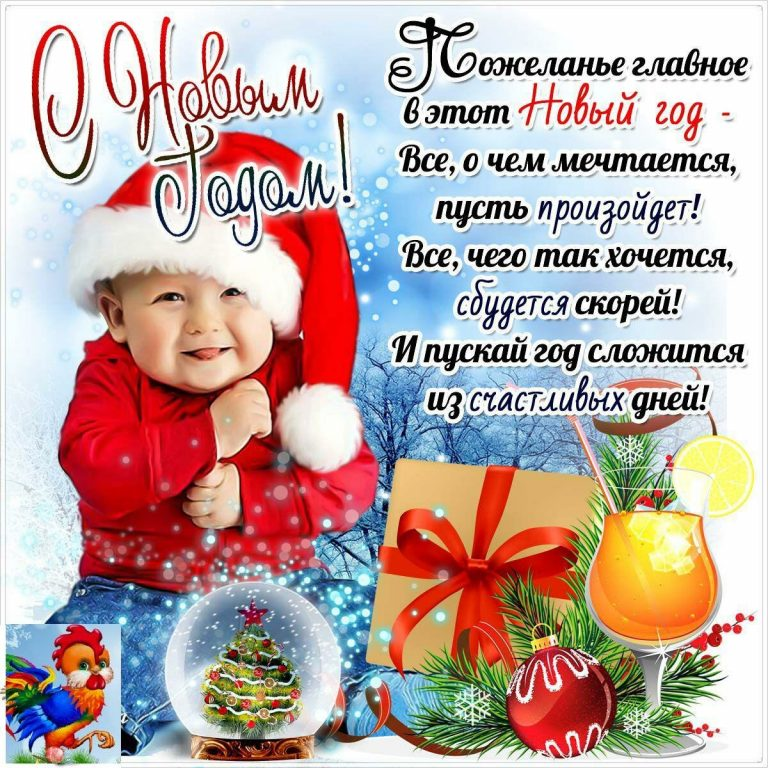 С Новым
Годом!
Пожеланье главное
в этот Новый год -
Все, о чем мечтается,
пусть произойдет!
Все, чего так хочется,
сбудется скорей!
И пускай год сложится
из счастливых дней!